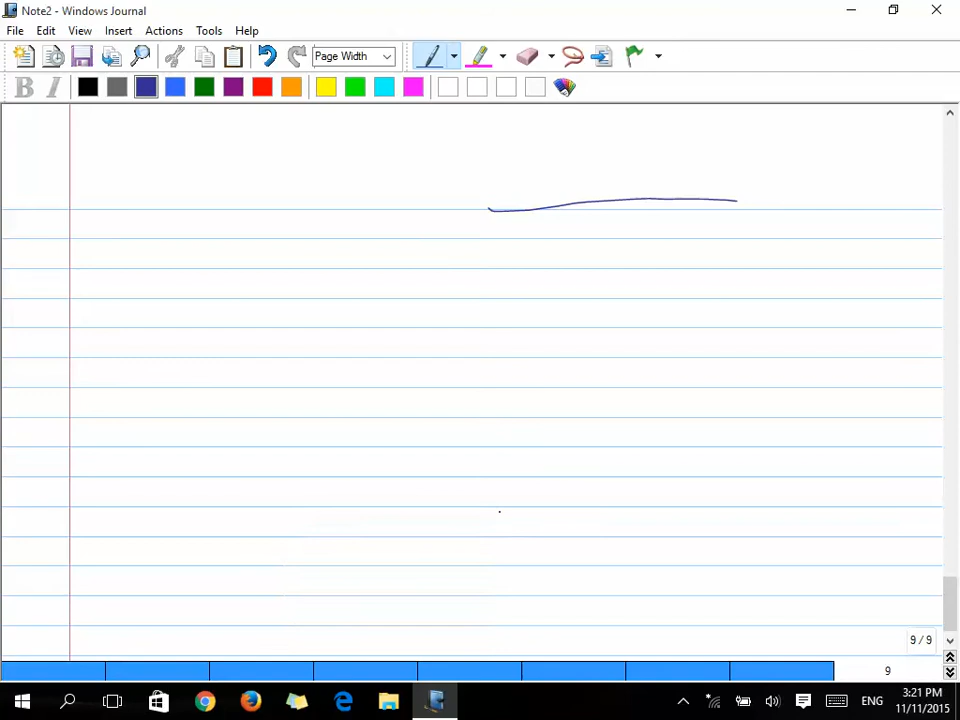 Note2 - Windows Journal
File Edit View Insert Actions Tools Help
Page Width
B I
9 / 9
9
ENG
3:21 PM
11/11/2015